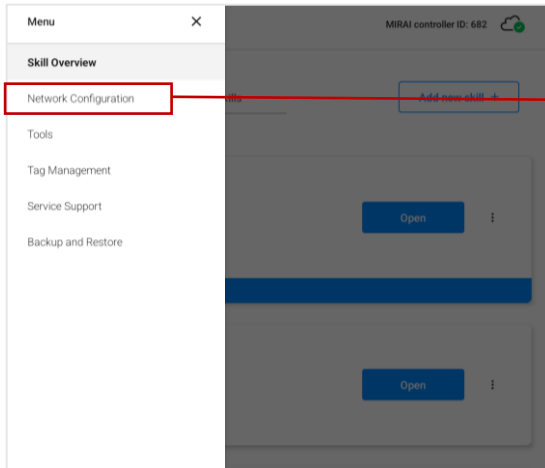 Menu
MIRAI controller ID: 682
Skill Overview
Network Configuration
Add new skill +
Tools
Tag Management
Service Support
Open
Backup and Restore
Open